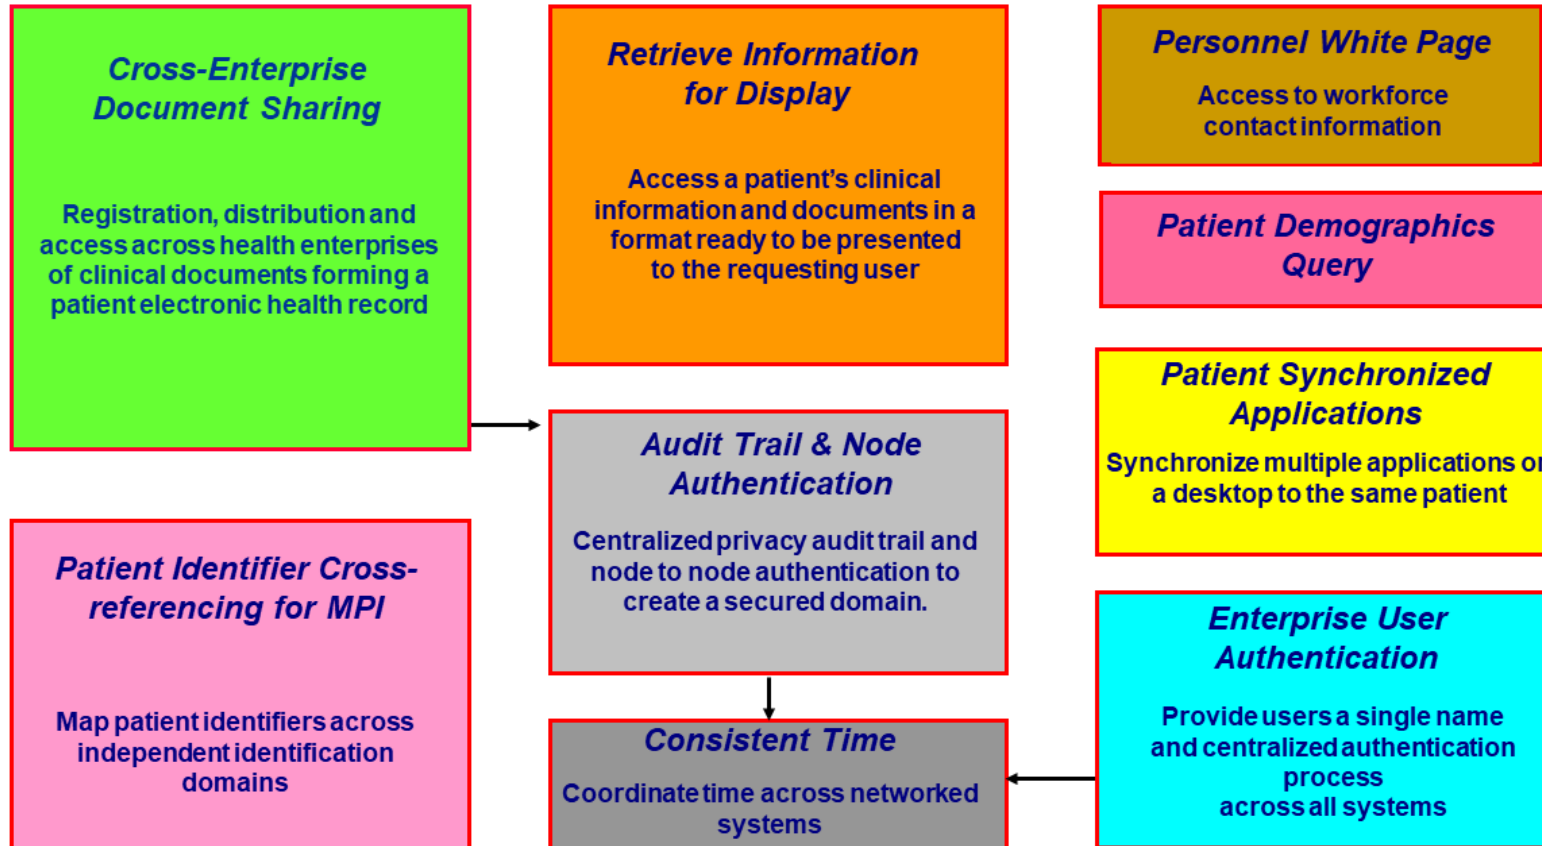 Cross-Enterprise
Document Sharing
Registration, distribution and
access across health enterprises
of clinical documents forming a
patient electronic health record
Retrieve Information
for Display
Access a patient's clinical
information and documents in a
format ready to be presented
to the requesting user
Personnel White Page
Access to workforce
contact information
Patient Demographics
Query
Patient Synchronized
Applications
Synchronize multiple applications on
a desktop to the same patient
Audit Trail & Node
Authentication
Centralized privacy audit trail and
node to node authentication to
create a secured domain.
Patient Identifier Cross-
referencing for MPI
Map patient identifiers across
independent identification
domains
Consistent Time
Coordinate time across networked
systems
Enterprise User
Authentication
Provide users a single name
and centralized authentication
process
across all systems